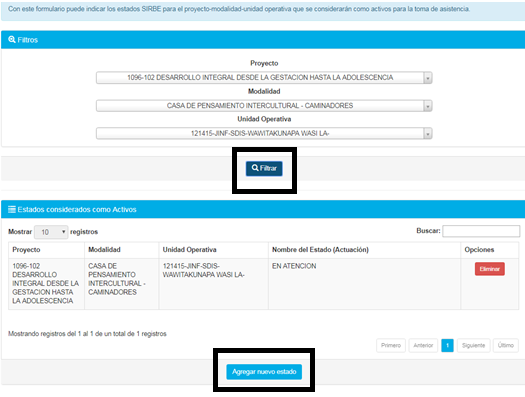 Con este formulario puede indicar los estados SIRBE para el proyecto-modalidad-unidad operativa que se considerarán como activos para la toma de asistencia.
Filtros
Proyecto
1096-102 DESARROLLO INTEGRAL DESDE LA GESTACION HASTA LA ADOLESCENCIA
Modalidad
CASA DE PENSAMIENTO INTERCULTURAL - CAMINADORES
Unidad Operativa
121415-JINF-SDIS-WAWITAKUNAPA WASI LA-
Filtrar
Estados considerados como Activos
Mostrar 10 registros Buscar:
Proyecto Modalidad Unidad Operativa Nombre del Estado (Actuación) Opciones
1096-102 CASA DE 121415-JINF-SDIS- EN ATENCION Eliminar
DESARROLLO PENSAMIENTO WAWITAKUNAPA WASI LA-
INTEGRAL DESDE LA INTERCULTURAL -
GESTACION HASTA CAMINADORES
LA ADOLESCENCIA
Mostrando registros del 1 al 1 de un total de 1 registros
Primero Anterior 1 Siguiente Último
Agregar nuevo estado